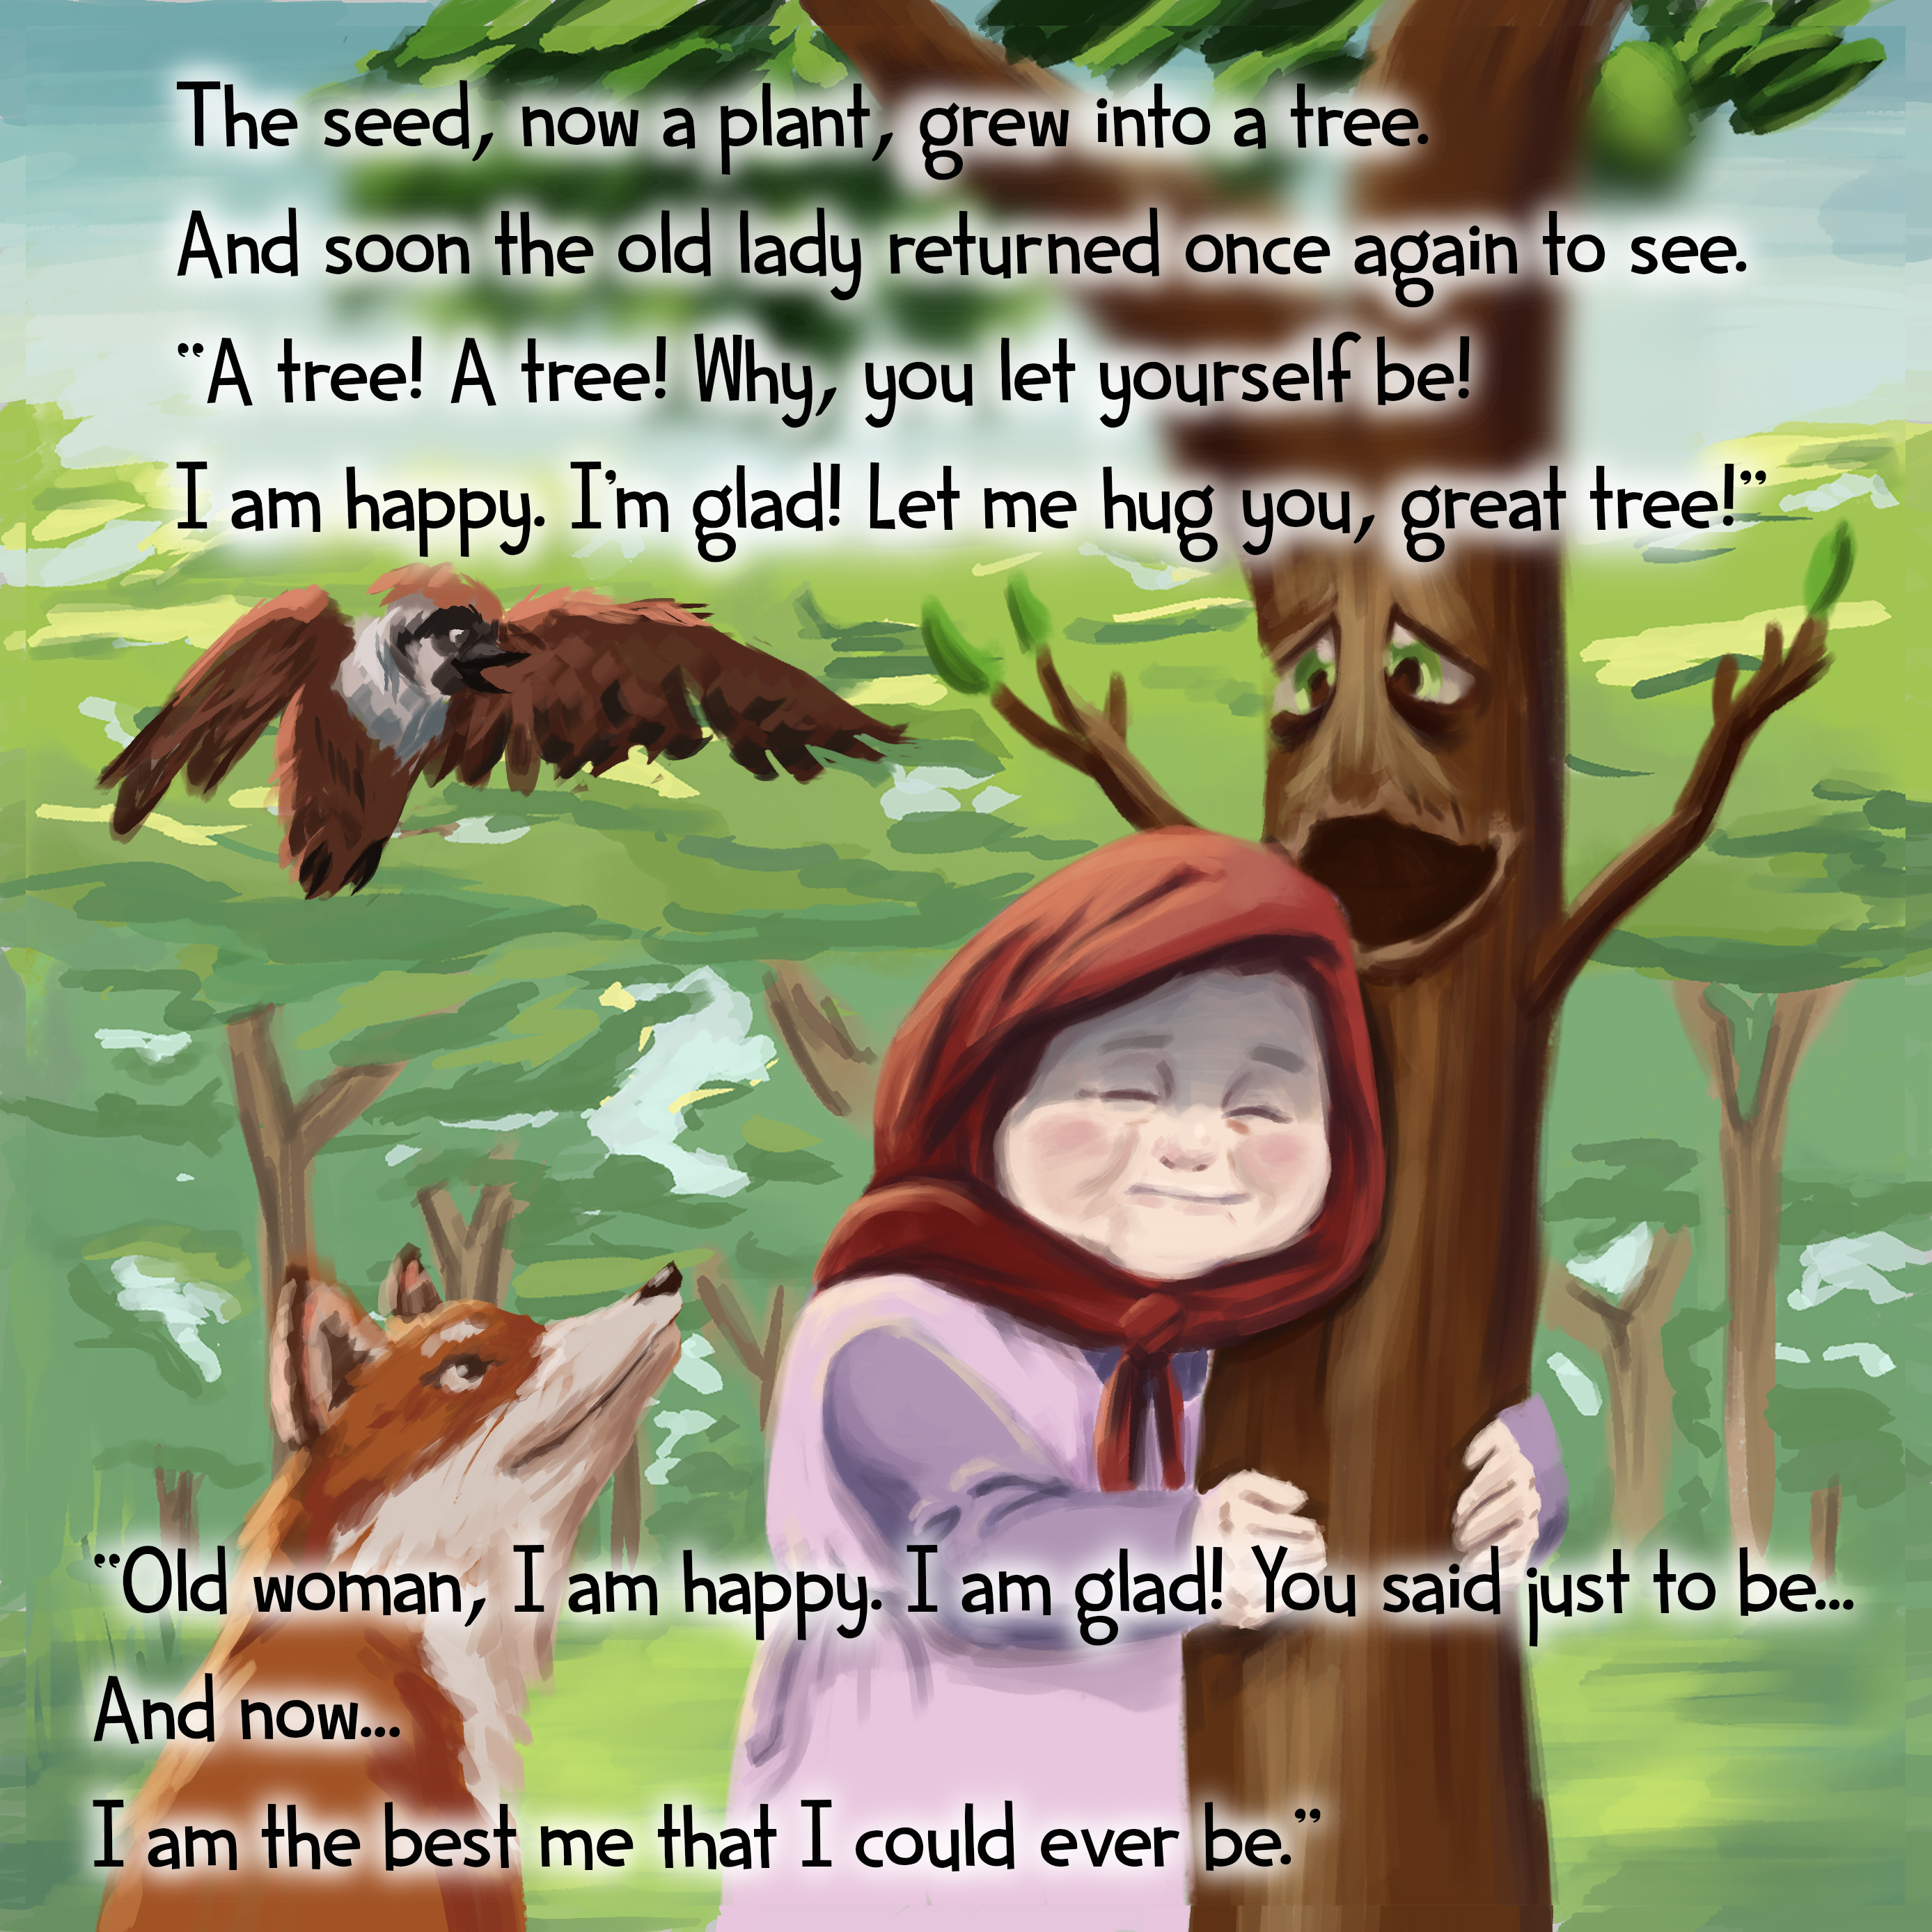 The seed, now a plant, grew into a tree.
And soon the old lady returned once again to see.
“A tree! A tree! Why, you let yourself be!
I am happy. I’m glad! Let me hug you, great tree!”
“Old woman, I am happy. I am glad! You said just to be...
And now...
I am the best me that I could ever be.”